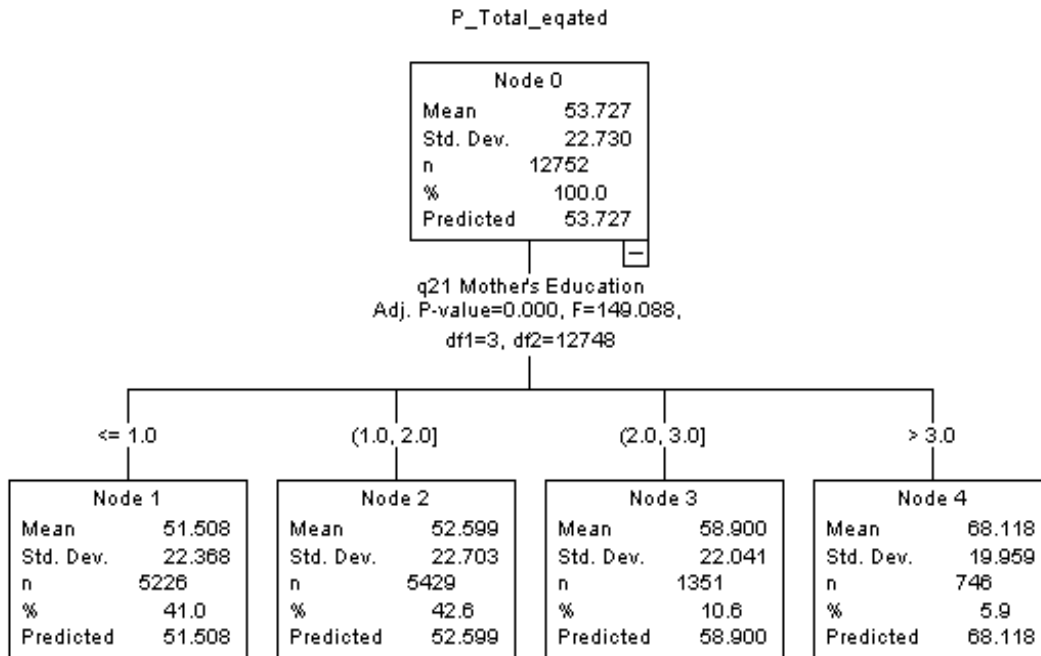 P_Total_eqated
Node 0
Mean 53.727
Std. Dev. 22.730
n 12752
% 100.0
Predicted 53.727
q21 Mother's Education
Adj. P-value=0.000, F=149.088,
df1=3, df2=12748
<= 1.0
(1.0, 2.0]
(2.0, 3.0]
> 3.0
Node 1
Mean 51.508
Std. Dev. 22.368
n 5226
% 41.0
Predicted 51.508
Node 2
Mean 52.599
Std. Dev. 22.703
n 5429
% 42.6
Predicted 52.599
Node 3
Mean 58.900
Std. Dev. 22.041
n 1351
% 10.6
Predicted 58.900
Node 4
Mean 68.118
Std. Dev. 19.959
n 746
% 5.9
Predicted 68.118